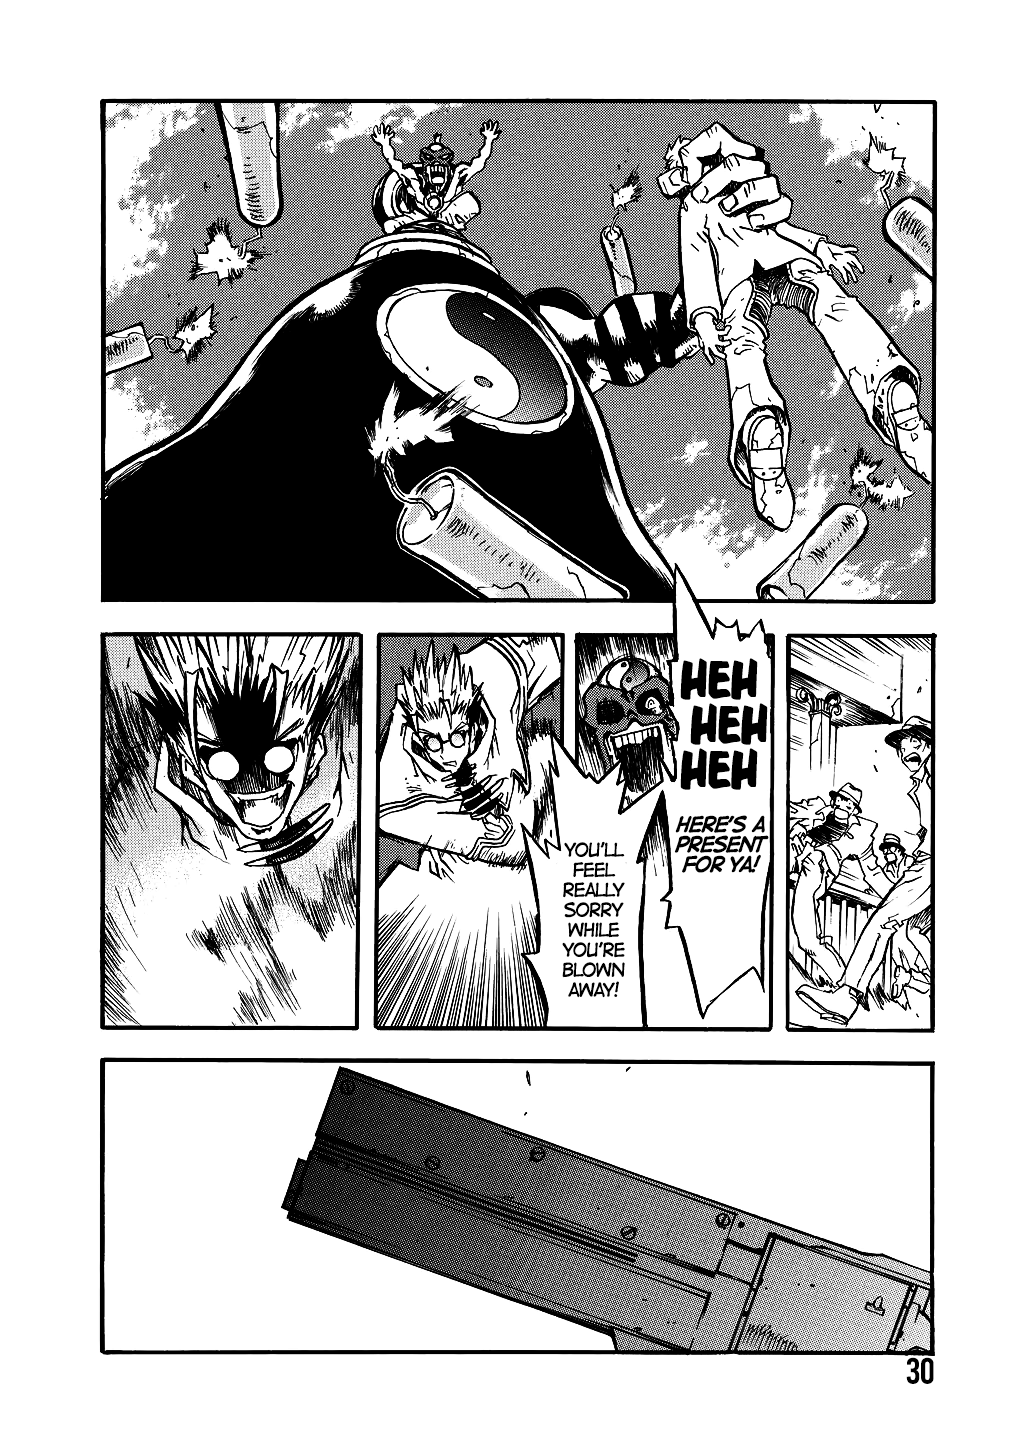 HEH
HEH
HEH
HERE'S A
PRESENT
FOR YA!
YOU'LL
FEEL
REALLY
SORRY
WHILE
YOU'RE
BLOWN
AWAY!
30